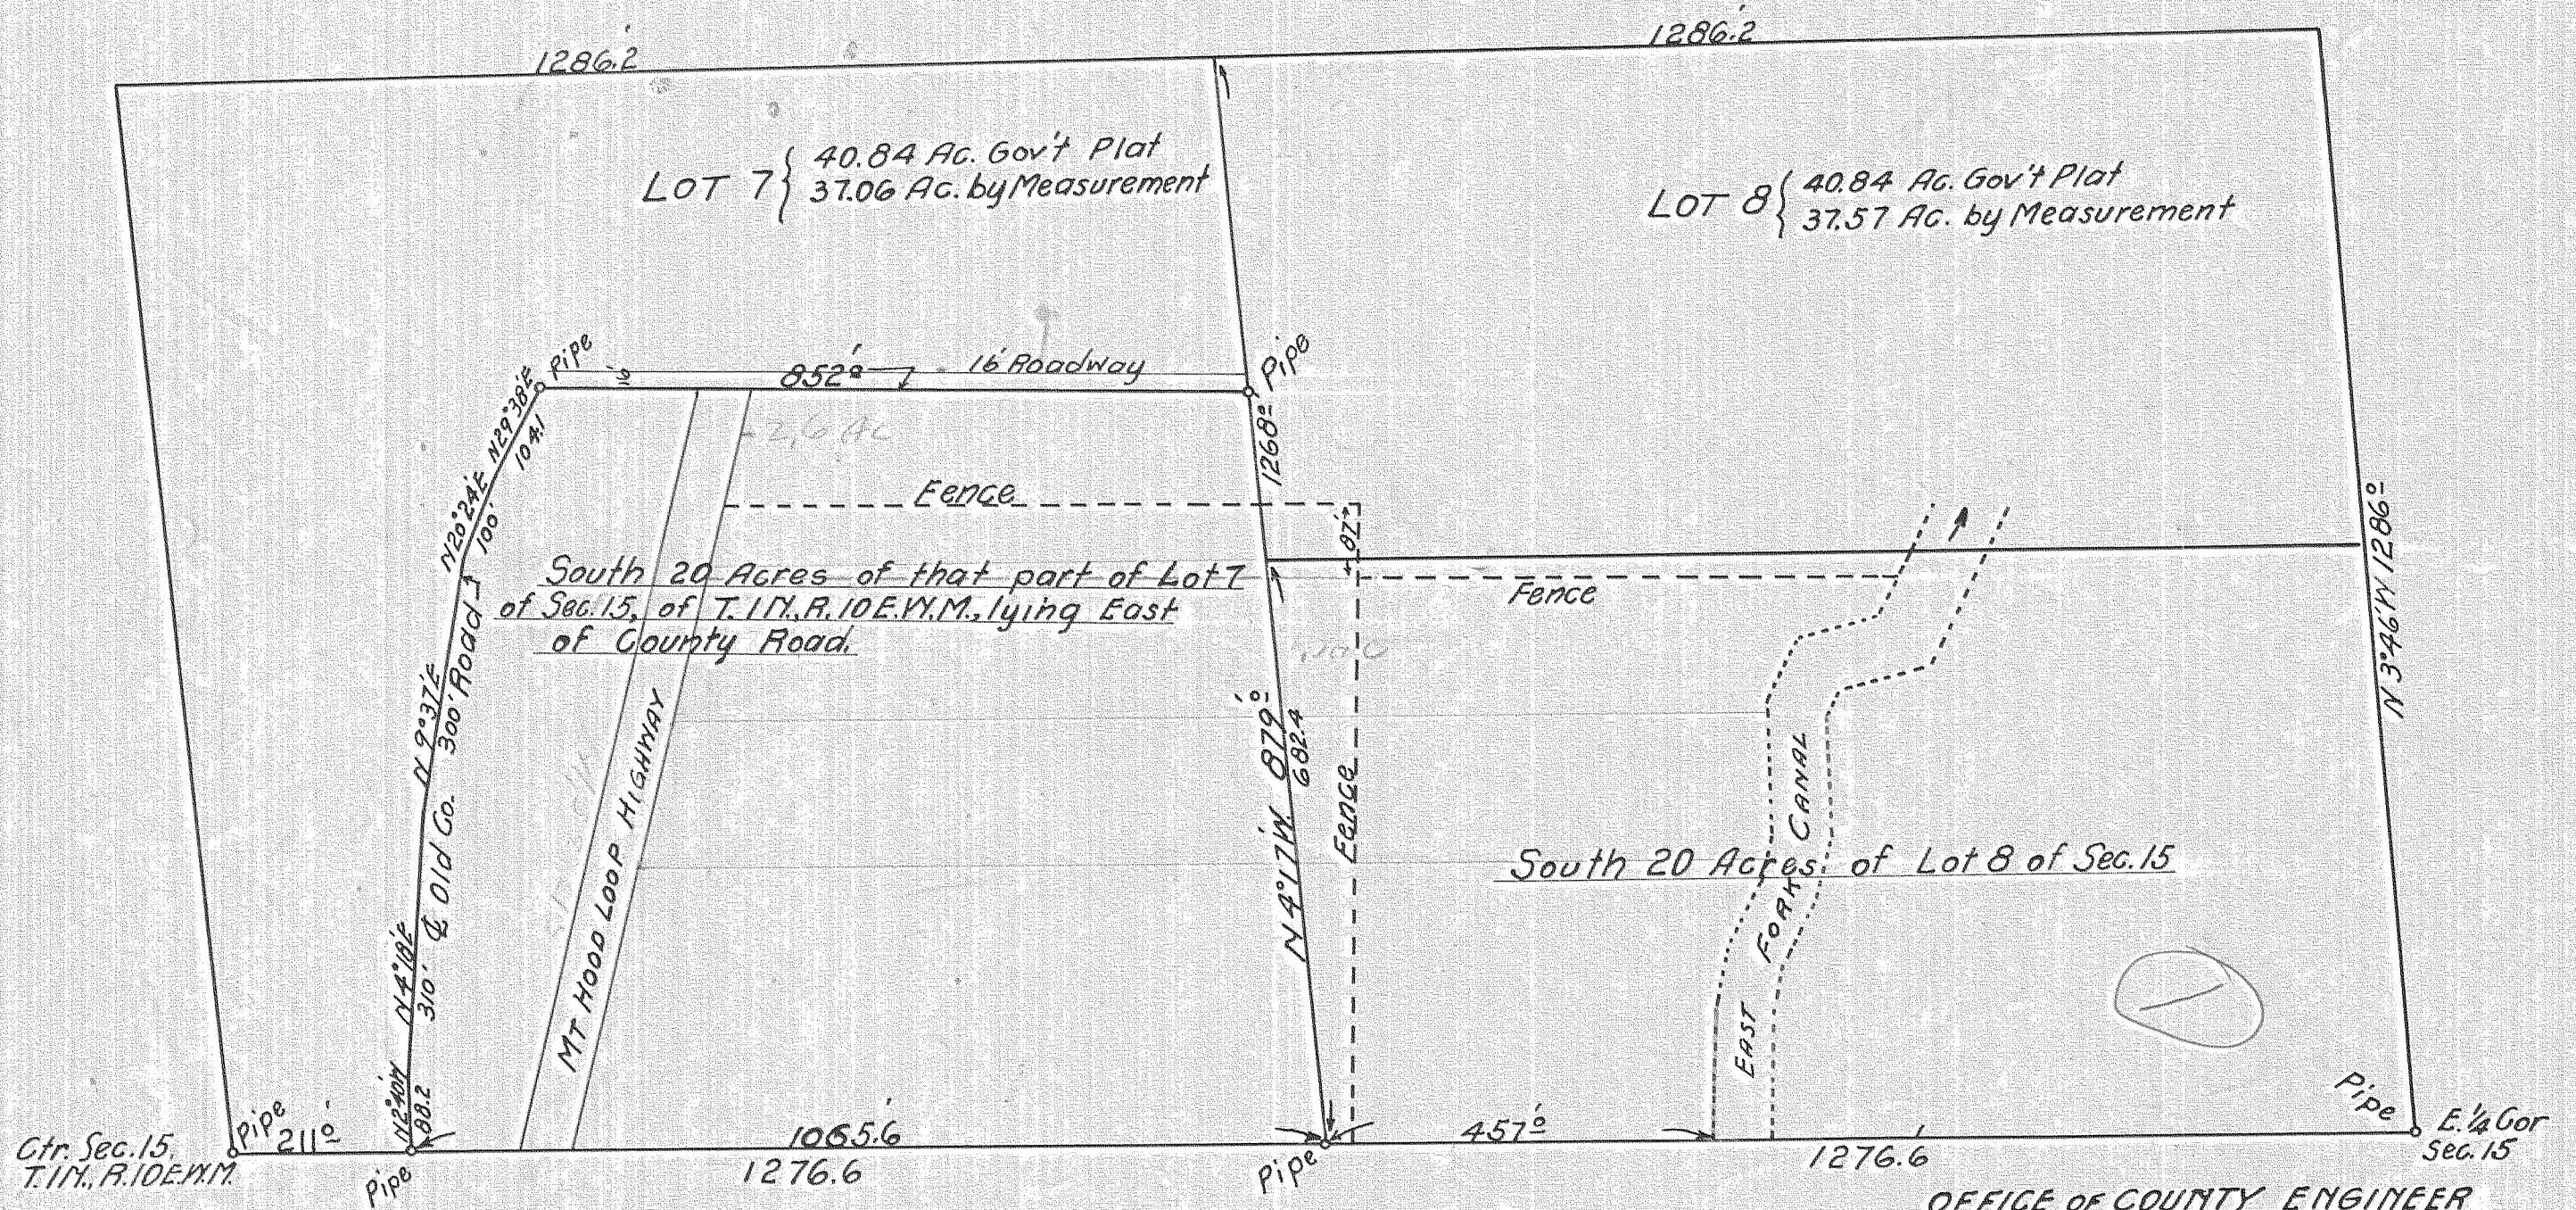 1286.2'
1286.2'
LOT 7 { 40.84 Ac. Gov't Plat
37.06 Ac. by Measurement
LOT 8 { 40.84 Ac. Gov't Plat
37.57 Ac. by Measurement
Pipe
852.0'
16' Roadway
Pipe
N29°38'E
104.1
N20°24'E
100'
2.6 Ac
1268.0'
Fence
87'
Fence
N3°46'W 1286.0
South 20 Acres of that part of Lot 7
of Sec. 15, of T.1N., R.10E.W.M., lying East
of County Road.
N9°37'E
300' Road
N4°18'E
310' ℄ Old Co.
N2°40'W
88.2
MT HOOD LOOP HIGHWAY
N4°17'W. 879.0'
682.4
Fence
EAST FORK CANAL
South 20 Acres of Lot 8 of Sec. 15
Ctr. Sec. 15,
T.1N., R.10E.W.M.
Pipe
211.0'
Pipe
1065.6'
1276.6
Pipe
457.0'
1276.6'
Pipe
E. 1/4 Cor
Sec. 15
OFFICE OF COUNTY ENGINEER